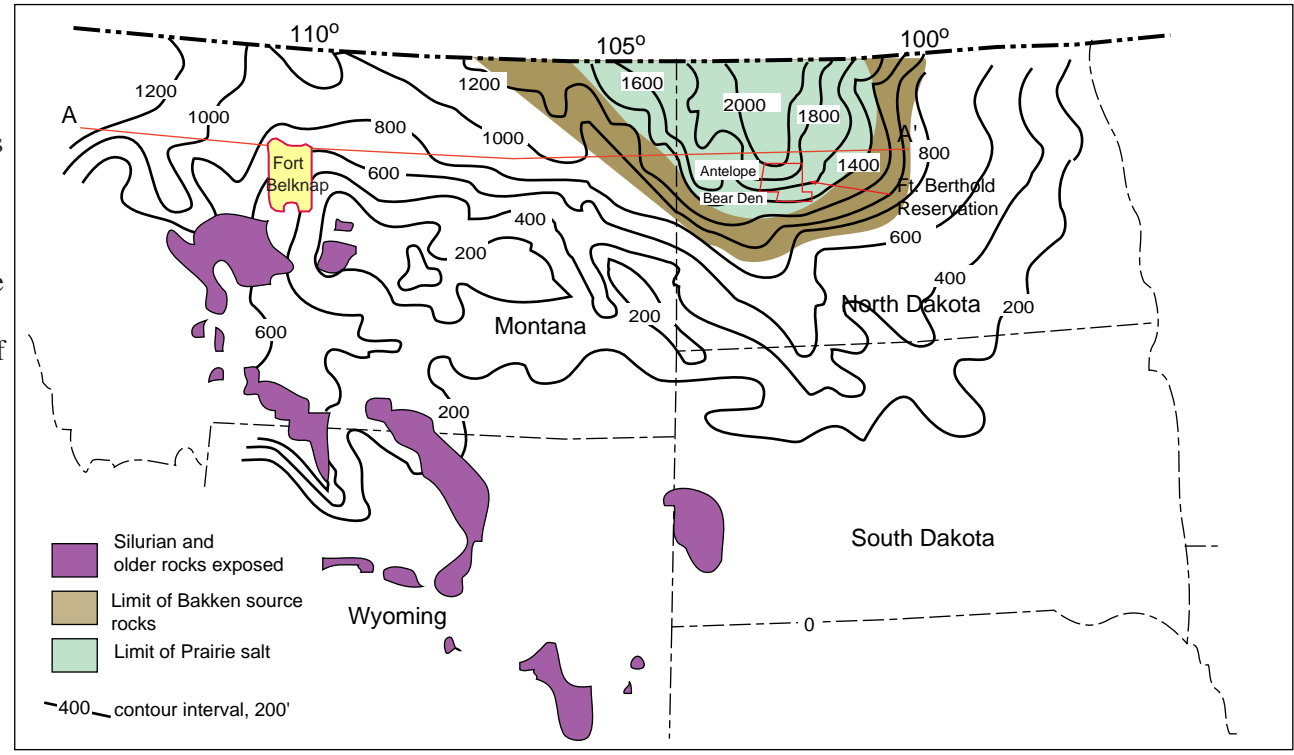 110°
105°
100°
1200
1600
1200
2000
1800
A
1000
800
1000
A'
800
s
Fort
Belknap
600
Antelope
1400
Bear Den
Ft. Berthold
Reservation
400
200
600
e
400
200
North Dakota
200
Montana
600
f
200
South Dakota
Silurian and
older rocks exposed
Limit of Bakken source
rocks
Wyoming
0
Limit of Prairie salt
400 contour interval, 200'